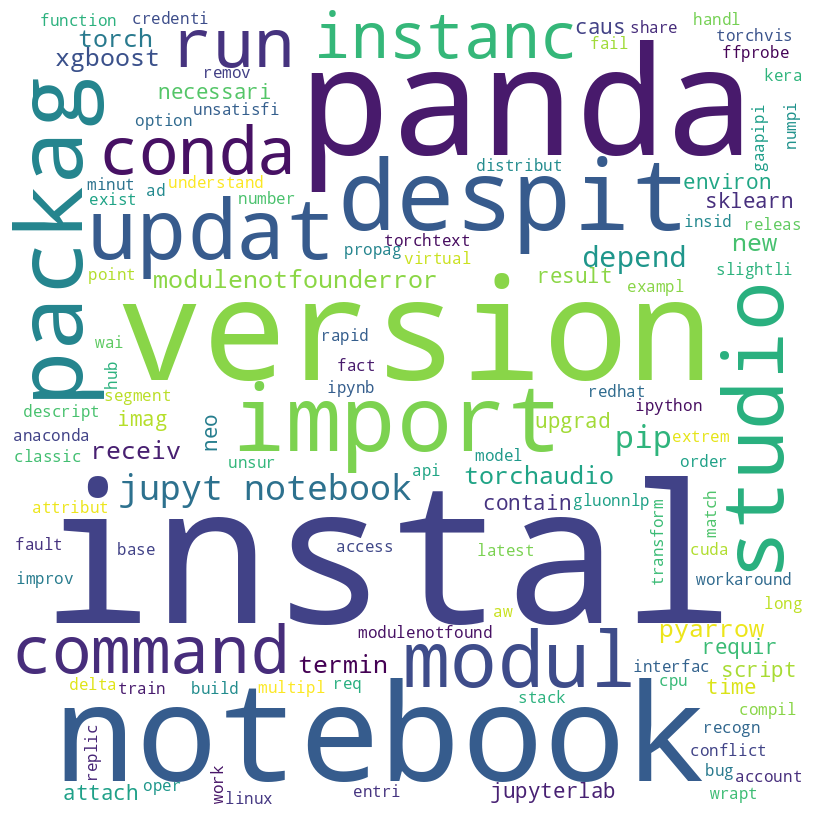 function
credenti
torch
run
instanc
caus
share
handl
torchvis
fail
ffprobe
xgboost
remov
panda
kera
necessari
unsatisfi
option
packag
conda
despit
gaapipi
numpi
distribut
environ
minut
ad
understand
exist
number
updat
sklearn
insid
releas
propag
torchtext
virtual
depend
new
point
modulenotfounderror
result
exampl
slightli
version
studio
wai
rapid
fact
hub
ipynb
segment
import
redhat
descript
imag
neo
upgrad
ipython
anaconda
receiv
pip
extrem
classic
unsur
model
api
torchaudio
order
jupyt notebook
contain
gluonnlp
match
attribut
instal
transform
fault
base
access
latest
cuda
improv
workaround
aw
long
command
modulenotfound
pyarrow
termin
modul
requir
interfac
script
delta
train
build
multipl
req
stack
cpu
time
notebook
compil
recogn
replic
conflict
bug
account
attach
oper
work
linux
entri
jupyterlab
wrapt